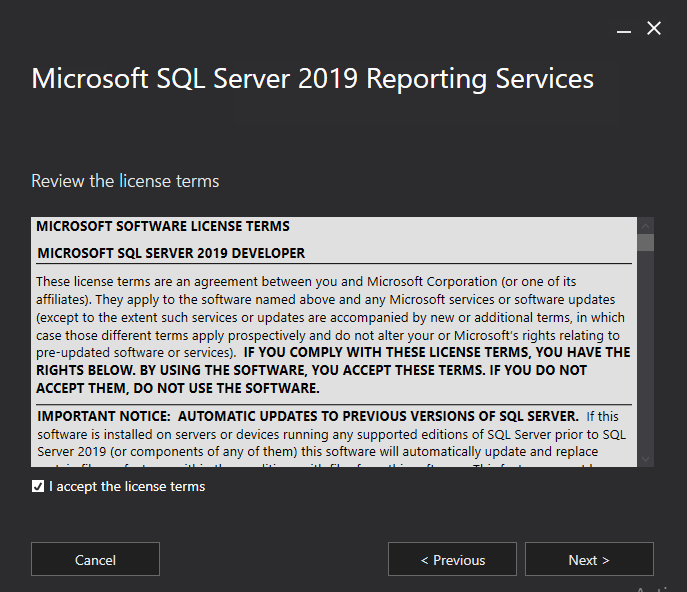 Microsoft SQL Server 2019 Reporting Services
Review the license terms
MICROSOFT SOFTWARE LICENSE TERMS
MICROSOFT SQL SERVER 2019 DEVELOPER
These license terms are an agreement between you and Microsoft Corporation (or one of its
affiliates). They apply to the software named above and any Microsoft services or software updates
(except to the extent such services or updates are accompanied by new or additional terms, in which
case those different terms apply prospectively and do not alter your or Microsoft's rights relating to
pre-updated software or services). IF YOU COMPLY WITH THESE LICENSE TERMS, YOU HAVE THE
RIGHTS BELOW. BY USING THE SOFTWARE, YOU ACCEPT THESE TERMS. IF YOU DO NOT
ACCEPT THEM, DO NOT USE THE SOFTWARE.
IMPORTANT NOTICE: AUTOMATIC UPDATES TO PREVIOUS VERSIONS OF SQL SERVER. If this
software is installed on servers or devices running any supported editions of SQL Server prior to SQL
Server 2019 (or components of any of them) this software will automatically update and replace
I accept the license terms
Cancel
< Previous
Next >